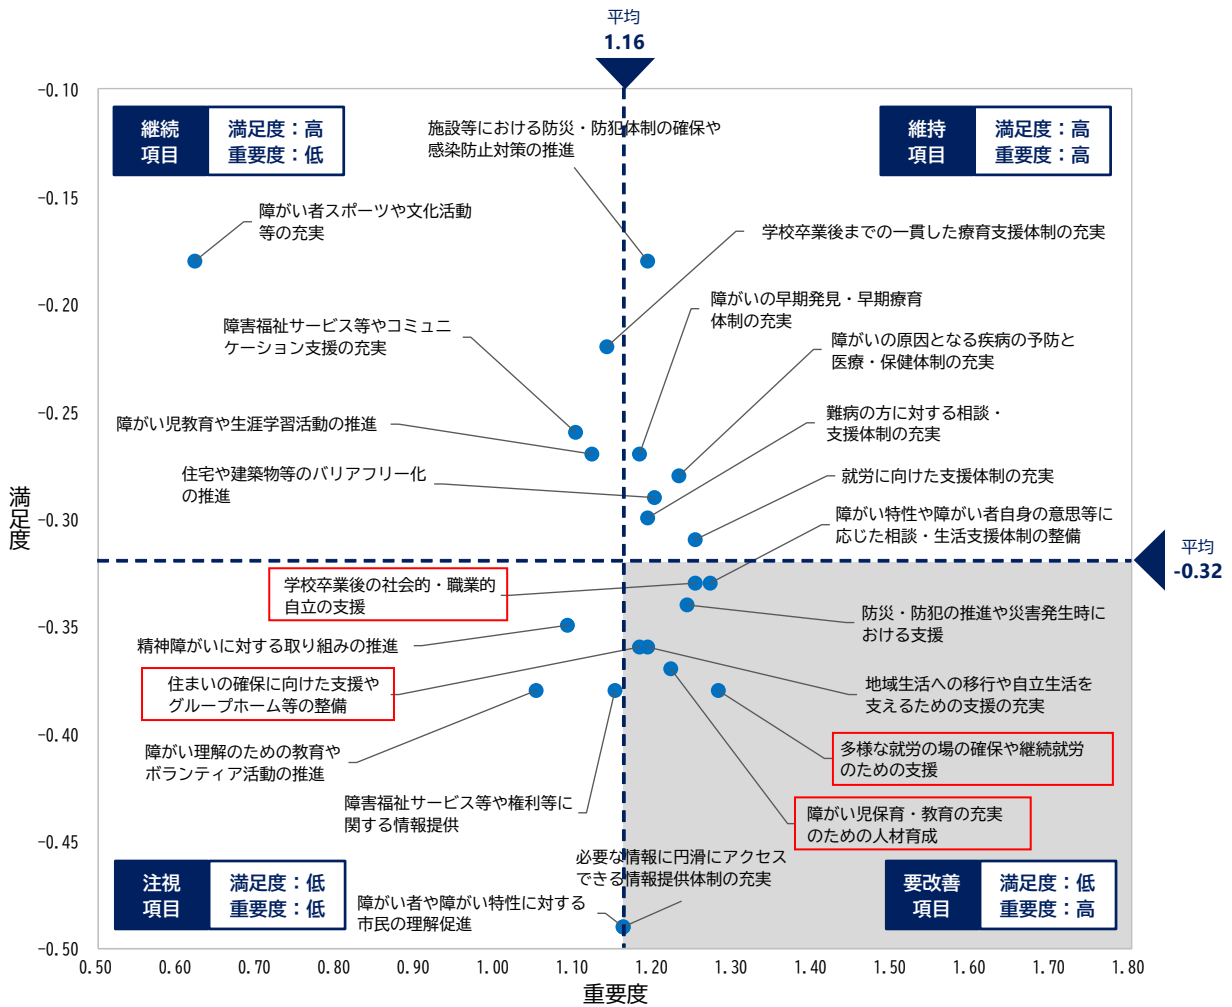 平均
1.16
-0.10
継続
項目
満足度：高
重要度：低
施設等における防災・防犯体制の確保や
感染防止対策の推進
維持
項目
満足度：高
重要度：高
-0.15
障がい者スポーツや文化活動
等の充実
学校卒業後までの一貫した療育支援体制の充実
-0.20
障がいの早期発見・早期療育
体制の充実
障害福祉サービス等やコミュニ
ケーション支援の充実
障がいの原因となる疾病の予防と
医療・保健体制の充実
-0.25
障がい児教育や生涯学習活動の推進
難病の方に対する相談・
支援体制の充実
住宅や建築物等のバリアフリー化
の推進
就労に向けた支援体制の充実
満足度
-0.30
障がい特性や障がい者自身の意思等に
応じた相談・生活支援体制の整備
平均
-0.32
学校卒業後の社会的・職業的
自立の支援
防災・防犯の推進や災害発生時に
おける支援
-0.35
精神障がいに対する取り組みの推進
住まいの確保に向けた支援や
グループホーム等の整備
地域生活への移行や自立生活を
支えるための支援の充実
-0.40
障がい理解のための教育や
ボランティア活動の推進
多様な就労の場の確保や継続就労
のための支援
障害福祉サービス等や権利等に
関する情報提供
障がい児保育・教育の充実
のための人材育成
-0.45
必要な情報に円滑にアクセス
できる情報提供体制の充実
注視
項目
満足度：低
重要度：低
障がい者や障がい特性に対する
市民の理解促進
要改善
項目
満足度：低
重要度：高
-0.50
0.50 0.60 0.70 0.80 0.90 1.00 1.10 1.20 1.30 1.40 1.50 1.60 1.70 1.80
重要度